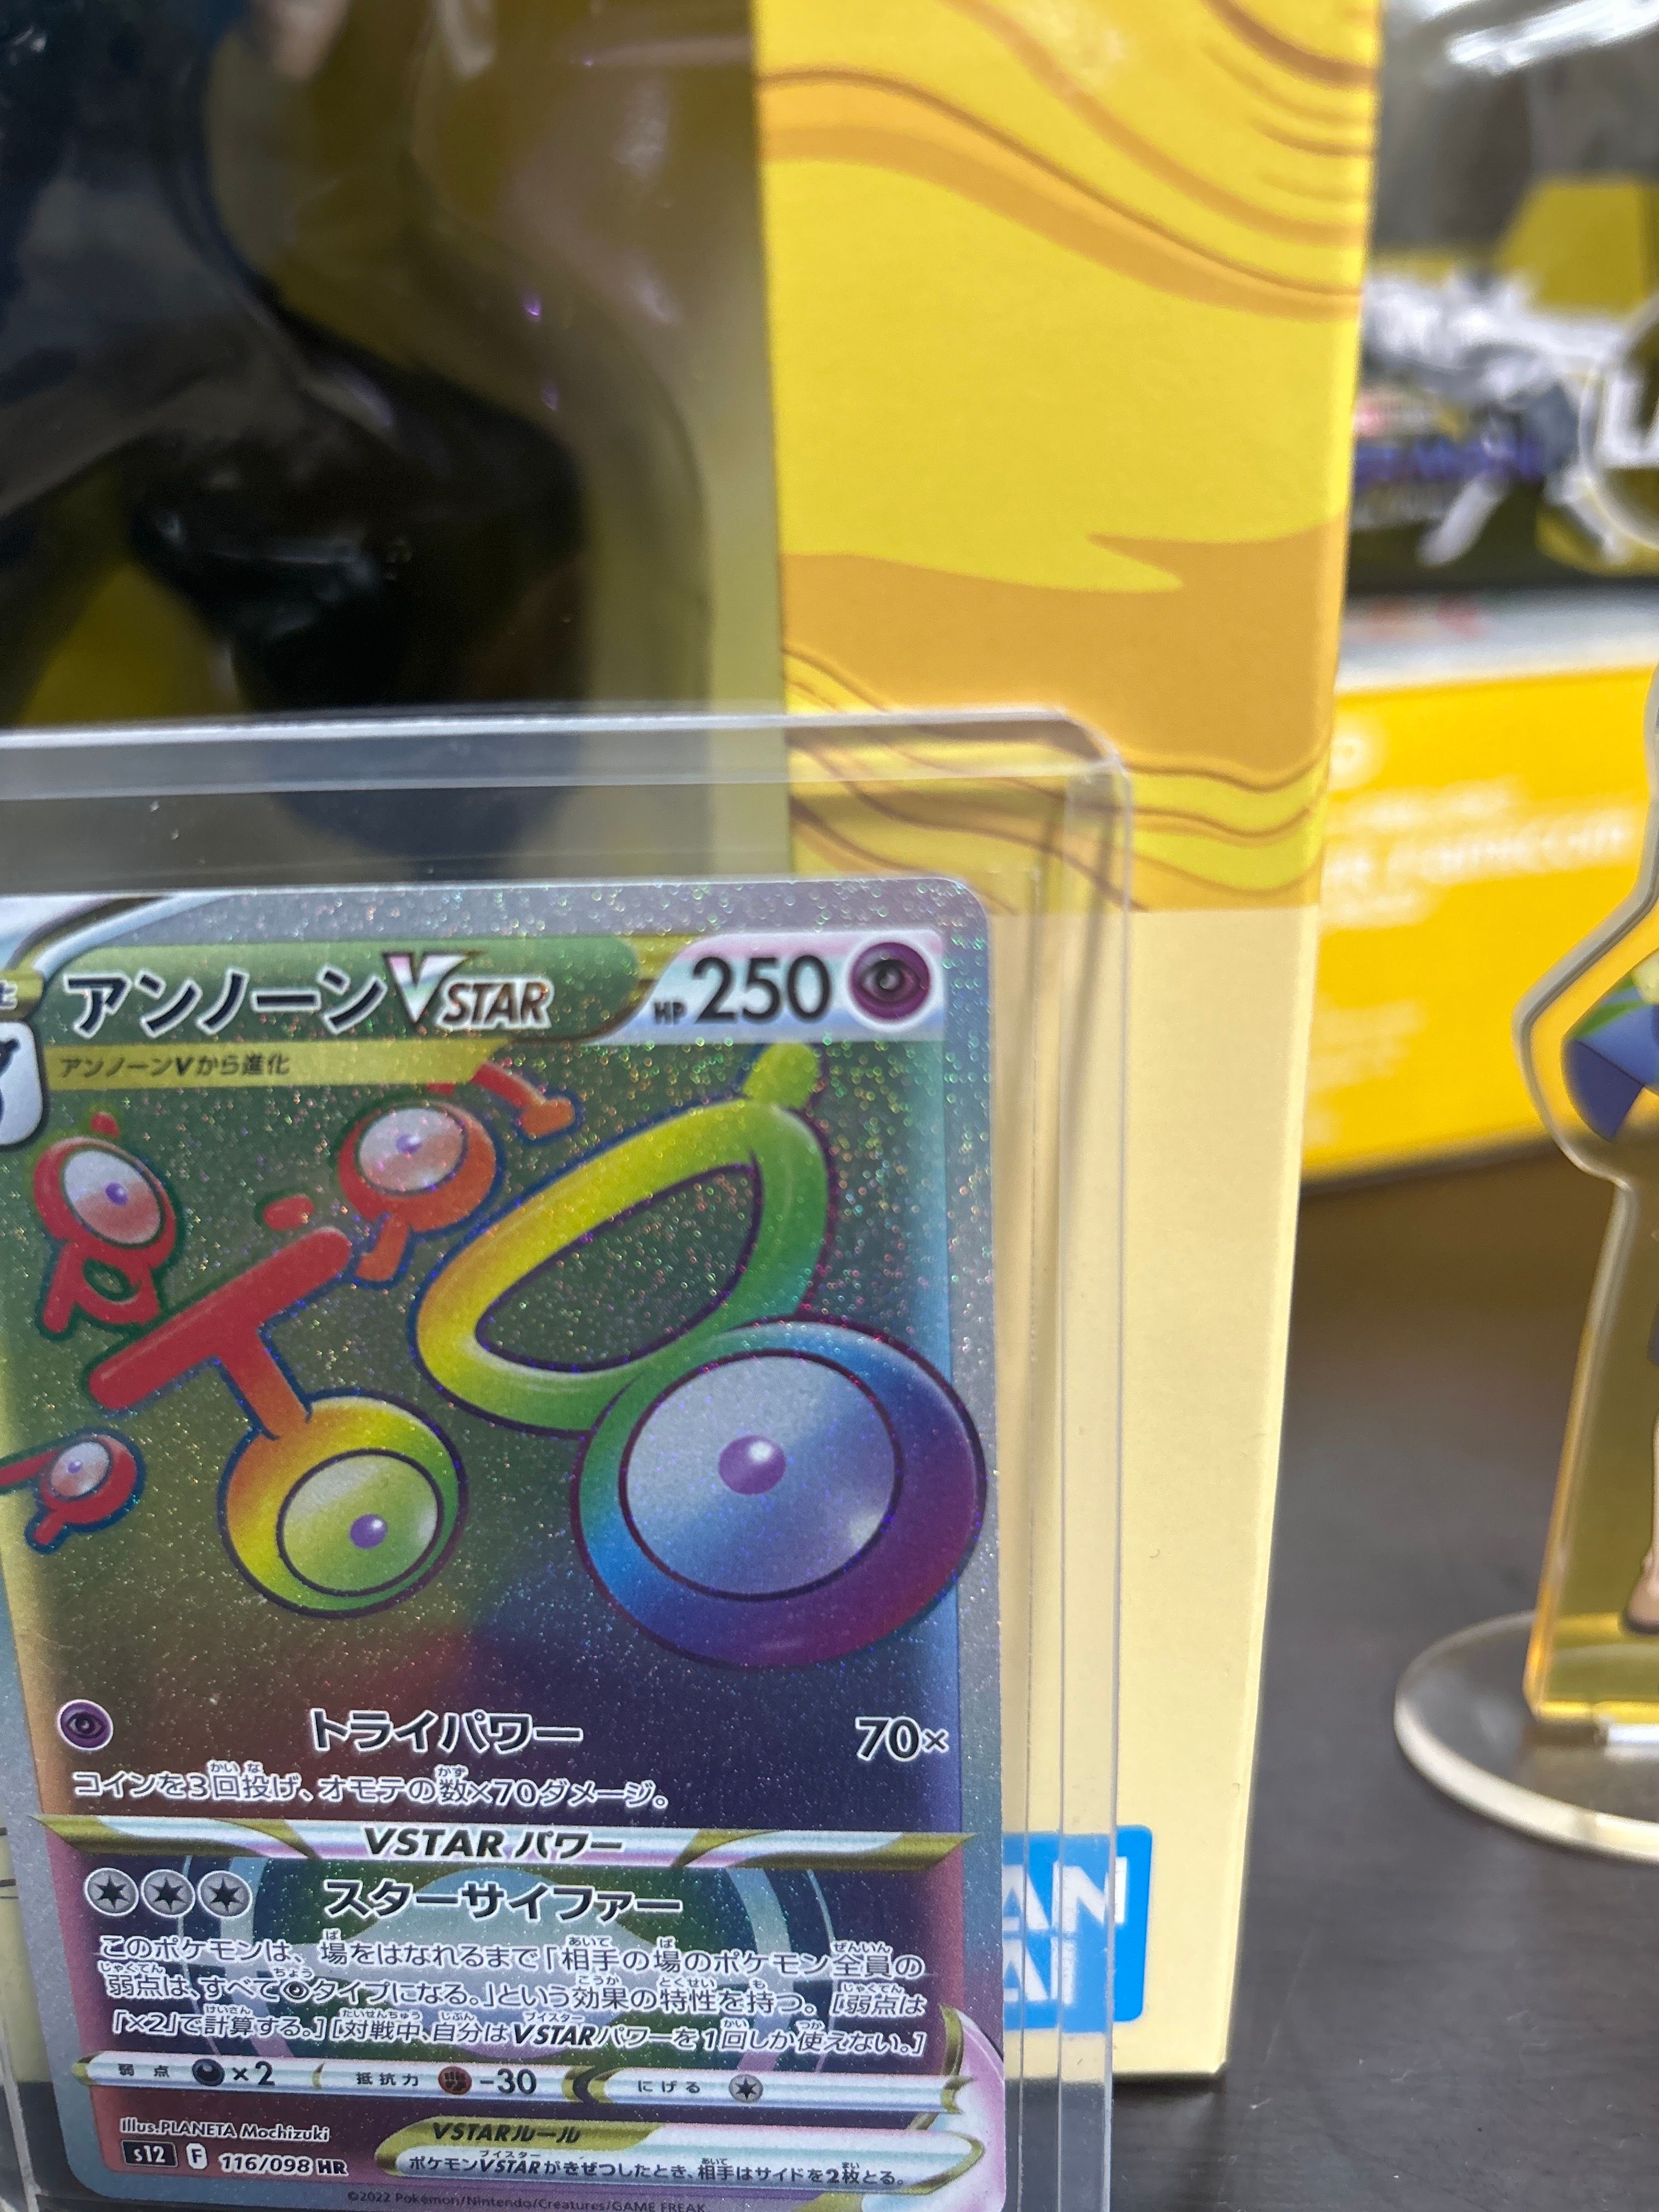 アンノーンVSTAR HP250
アンノーンVから進化
トライパワー 70×
コインを3回投げ、オモテの数×70ダメージ。
VSTARパワー
スターサイファー
このポケモンは、場をはなれるまで「相手の場のポケモン全員の
弱点は、すべてタイプになる。」という効果の特性を持つ。[弱点は
「×2」で計算する。][対戦中、自分はVSTARパワーを1回しか使えない。]
弱点 ×2 抵抗力 -30 にげる
Illus.PLANETA Mochizuki
VSTARルール
s12 F 116/098 HR
ポケモンVSTARがきぜつしたとき、相手はサイドを2枚とる。
©2022 Pokémon/Nintendo/Creatures/GAME FREAK